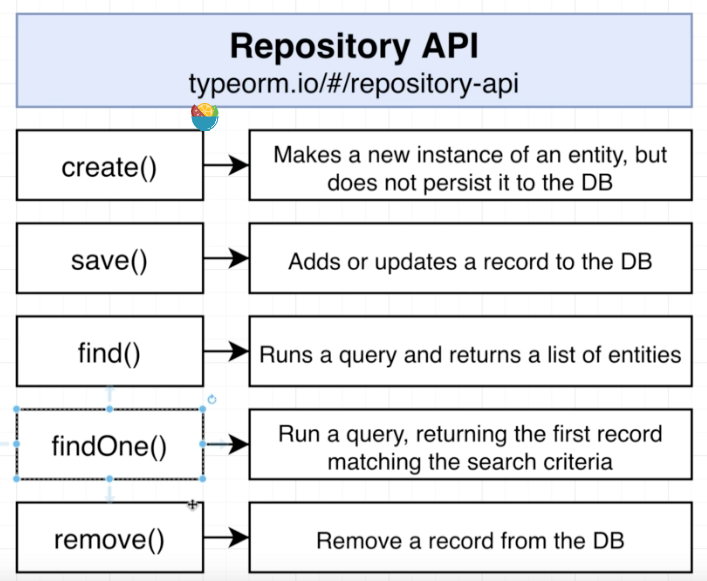 Repository API
typeorm.io/#/repository-api
create()
Makes a new instance of an entity, but
does not persist it to the DB
save()
Adds or updates a record to the DB
find()
Runs a query and returns a list of entities
findOne()
Run a query, returning the first record
matching the search criteria
remove()
Remove a record from the DB